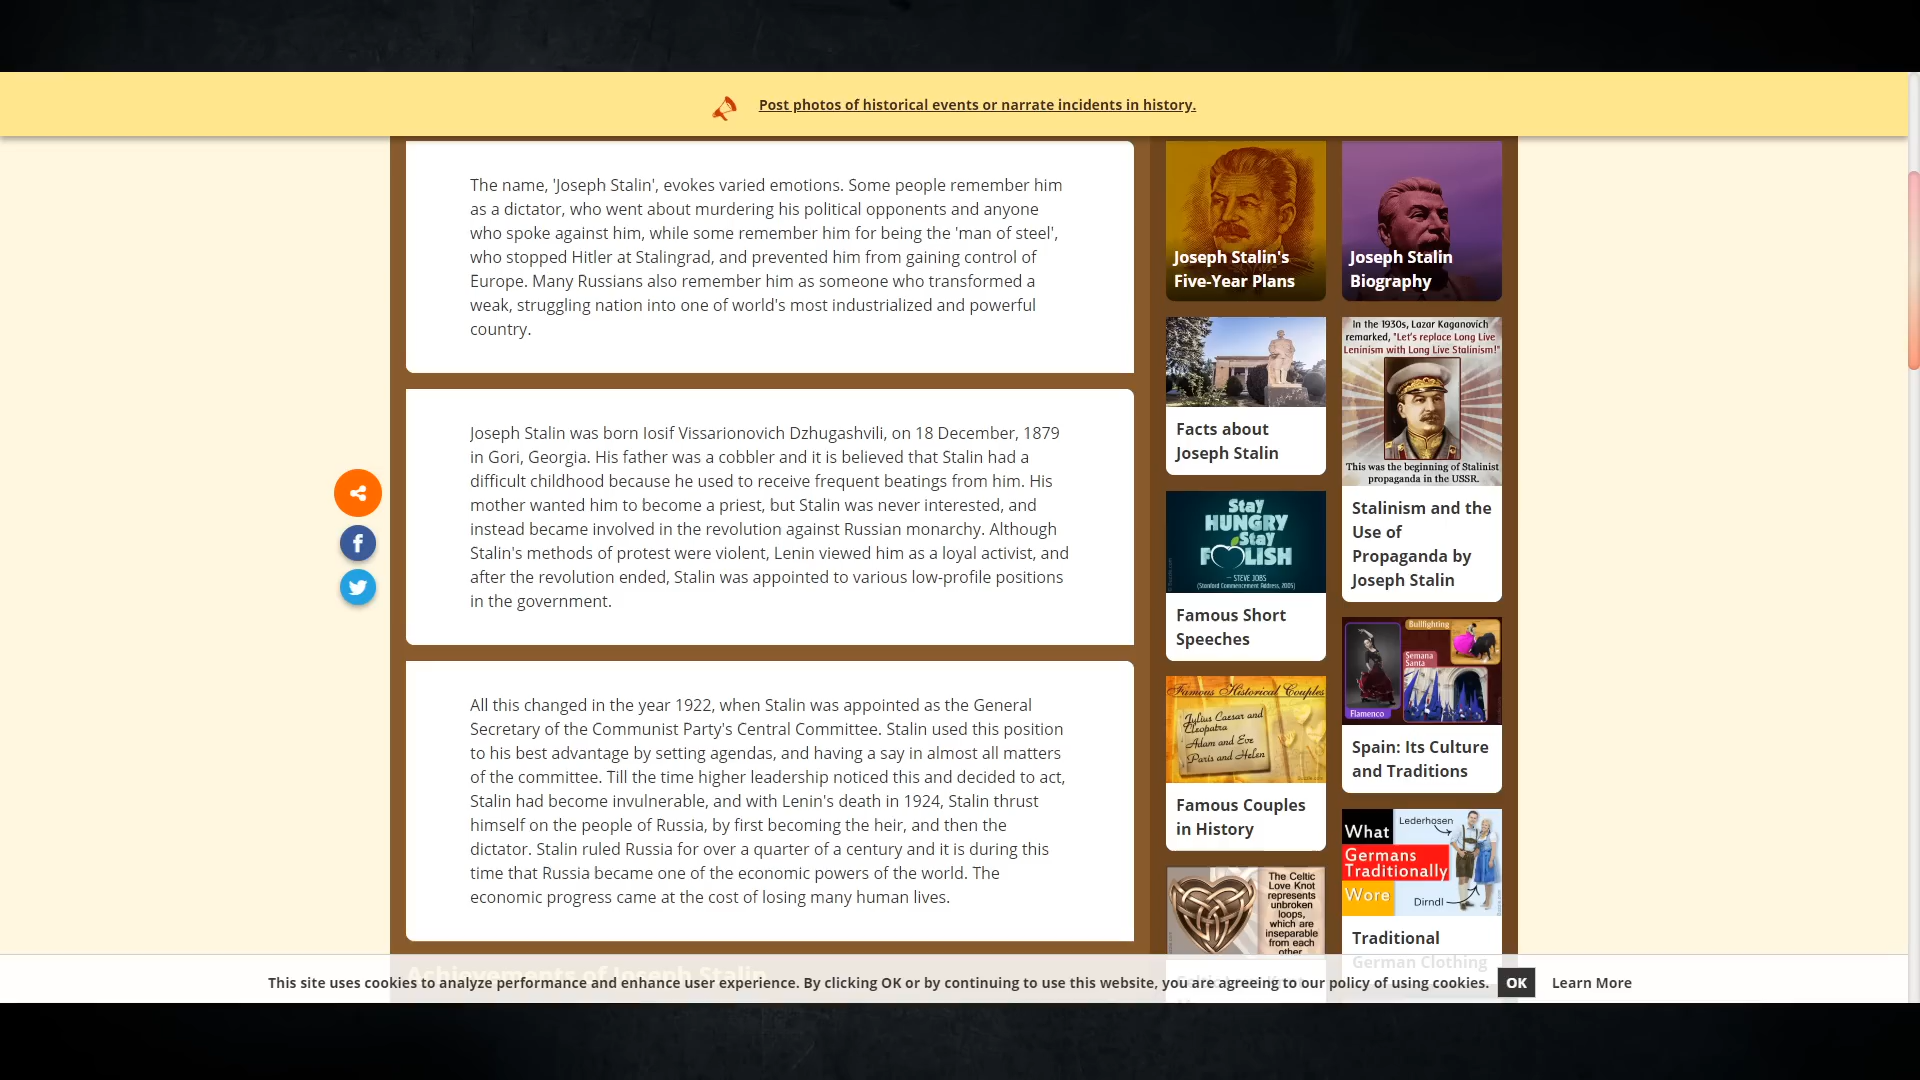 Post photos of historical events or narrate incidents in history.
The name, 'Joseph Stalin', evokes varied emotions. Some people remember him
as a dictator, who went about murdering his political opponents and anyone
who spoke against him, while some remember him for being the 'man of steel',
who stopped Hitler at Stalingrad, and prevented him from gaining control of
Europe. Many Russians also remember him as someone who transformed a
weak, struggling nation into one of world's most industrialized and powerful
country.
Joseph Stalin was born Iosif Vissarionovich Dzhugashvili, on 18 December, 1879
in Gori, Georgia. His father was a cobbler and it is believed that Stalin had a
difficult childhood because he used to receive frequent beatings from him. His
mother wanted him to become a priest, but Stalin was never interested, and
instead became involved in the revolution against Russian monarchy. Although
Stalin's methods of protest were violent, Lenin viewed him as a loyal activist, and
after the revolution ended, Stalin was appointed to various low-profile positions
in the government.
All this changed in the year 1922, when Stalin was appointed as the General
Secretary of the Communist Party's Central Committee. Stalin used this position
to his best advantage by setting agendas, and having a say in almost all matters
of the committee. Till the time higher leadership noticed this and decided to act,
Stalin had become invulnerable, and with Lenin's death in 1924, Stalin thrust
himself on the people of Russia, by first becoming the heir, and then the
dictator. Stalin ruled Russia for over a quarter of a century and it is during this
time that Russia became one of the economic powers of the world. The
economic progress came at the cost of losing many human lives.
Achievements of Joseph Stalin
Joseph Stalin's
Five-Year Plans
Joseph Stalin
Biography
Facts about
Joseph Stalin
In the 1930s, Lazar Kaganovich
remarked, "Let's replace Long Live
Leninism with Long Live Stalinism!"
This was the beginning of Stalinist
propaganda in the USSR.
Stalinism and the
Use of
Propaganda by
Joseph Stalin
Stay
HUNGRY
Stay
FOOLISH
— STEVE JOBS
(Stanford Commencement Address, 2005)
Famous Short
Speeches
Bullfighting
Semana
Santa
Flamenco
Spain: Its Culture
and Traditions
Famous Historical Couples
Julius Caesar and
Cleopatra
Adam and Eve
Paris and Helen
Famous Couples
in History
What
Germans
Traditionally
Wore
Lederhosen
Dirndl
Traditional
German Clothing
The Celtic
Love Knot
represents
unbroken
loops,
which are
inseparable
from each
other
This site uses cookies to analyze performance and enhance user experience. By clicking OK or by continuing to use this website, you are agreeing to our policy of using cookies.
OK
Learn More